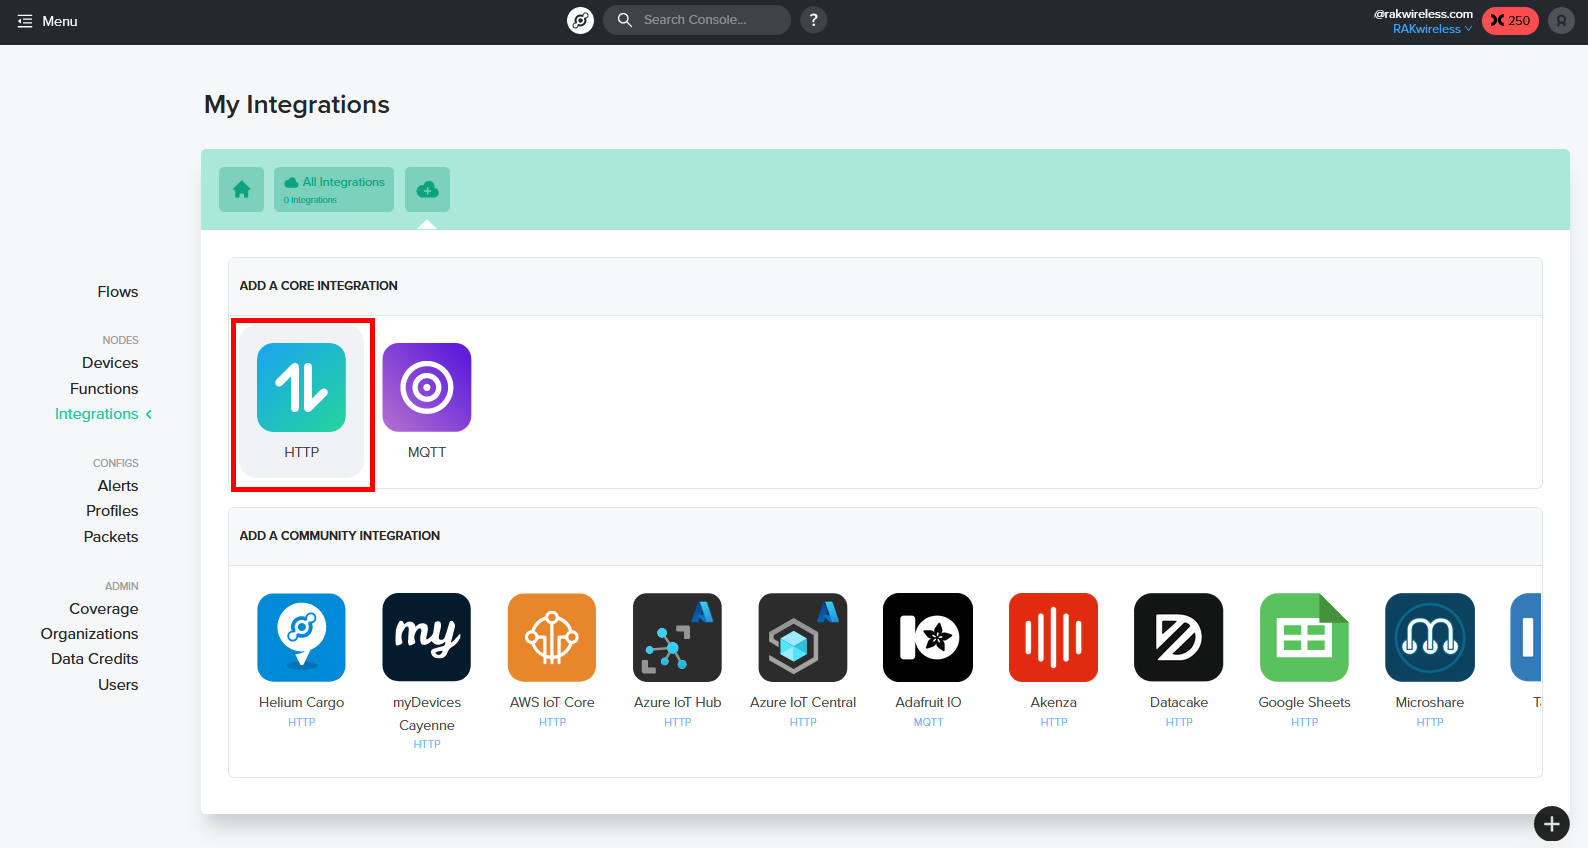 Menu
Search Console...
?
@rakwireless.com
RAKwireless
250
My Integrations
All Integrations
0 Integrations
Flows
NODES
Devices
Functions
Integrations
CONFIGS
Alerts
Profiles
Packets
ADMIN
Coverage
Organizations
Data Credits
Users
ADD A CORE INTEGRATION
HTTP
MQTT
ADD A COMMUNITY INTEGRATION
my
Helium Cargo
HTTP
myDevices
Cayenne
HTTP
AWS IoT Core
HTTP
Azure IoT Hub
HTTP
Azure IoT Central
HTTP
Adafruit IO
MQTT
Akenza
HTTP
Datacake
HTTP
Google Sheets
HTTP
Microshare
HTTP